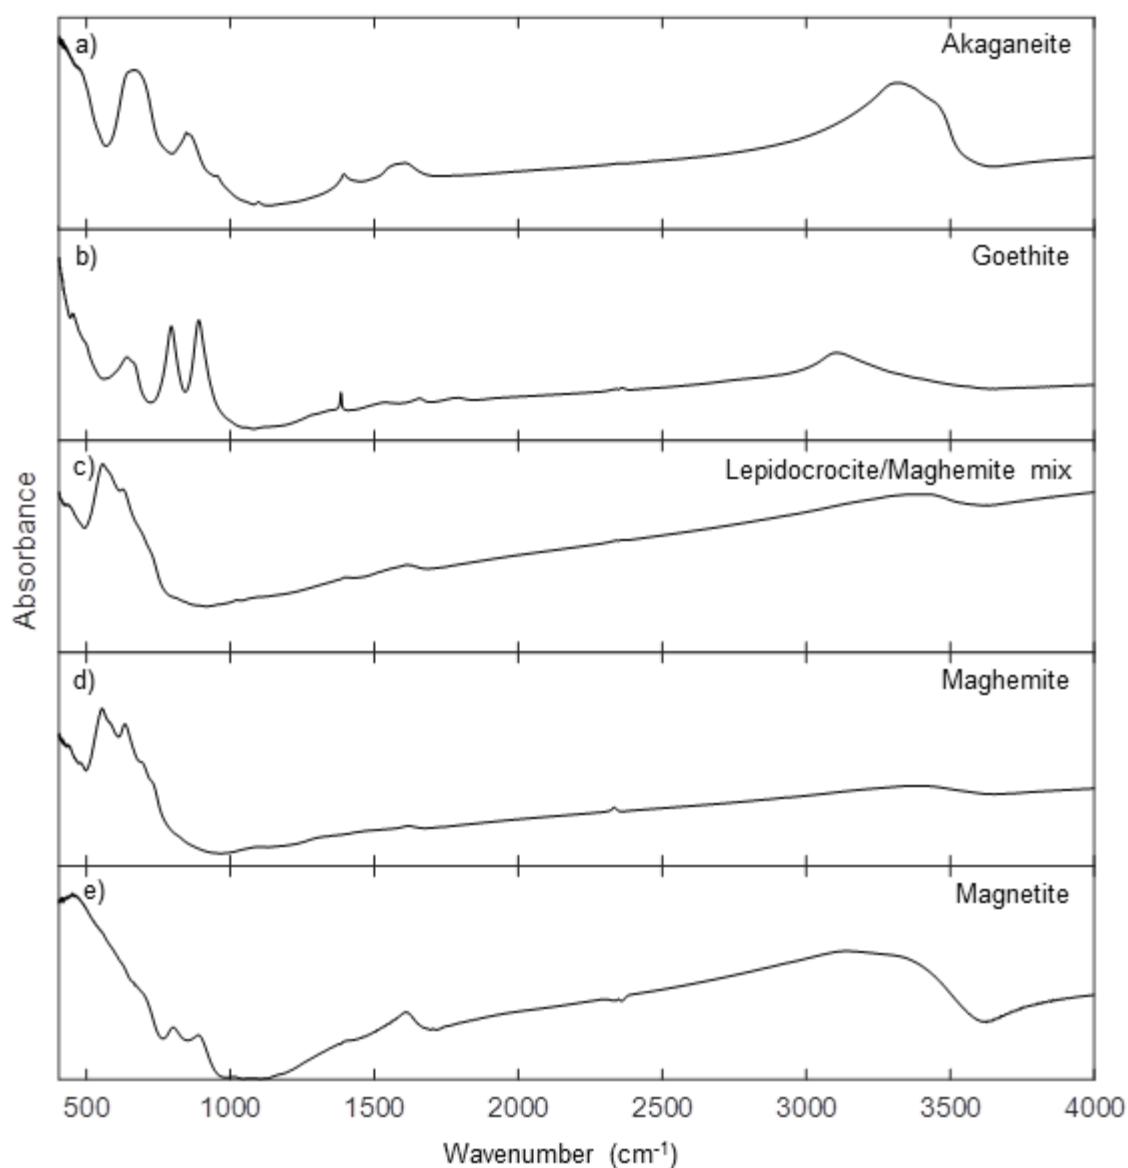 a) Akaganeite
b) Goethite
c) Lepidocrocite/Maghemite mix
d) Maghemite
e) Magnetite
Absorbance
500 1000 1500 2000 2500 3000 3500 4000
Wavenumber (cm⁻¹)